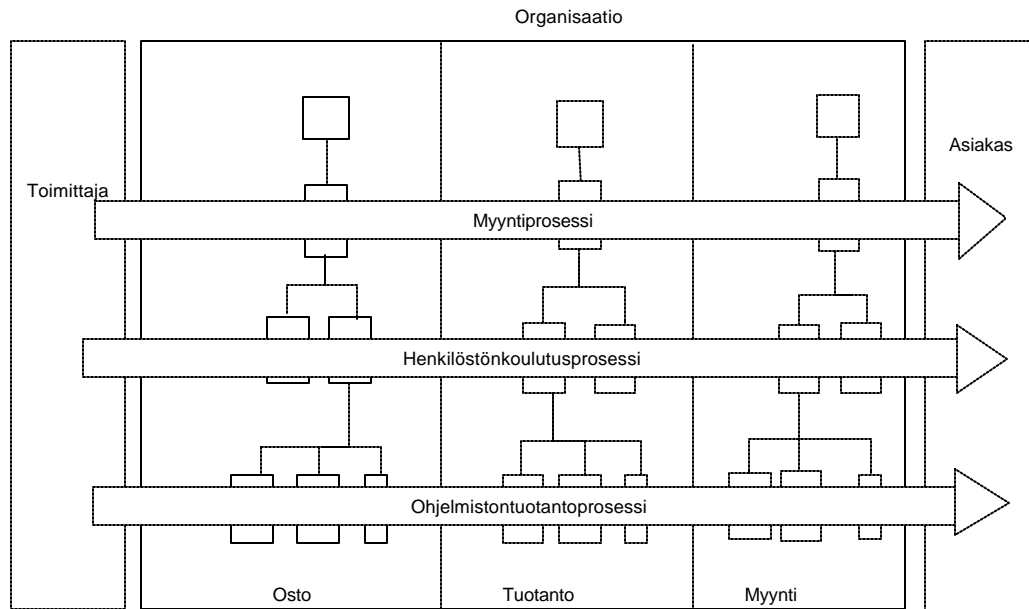 Organisaatio
Asiakas
Toimittaja
Myyntiprosessi
Henkilöstönkoulutusprosessi
Ohjelmistontuotantoprosessi
Osto
Tuotanto
Myynti